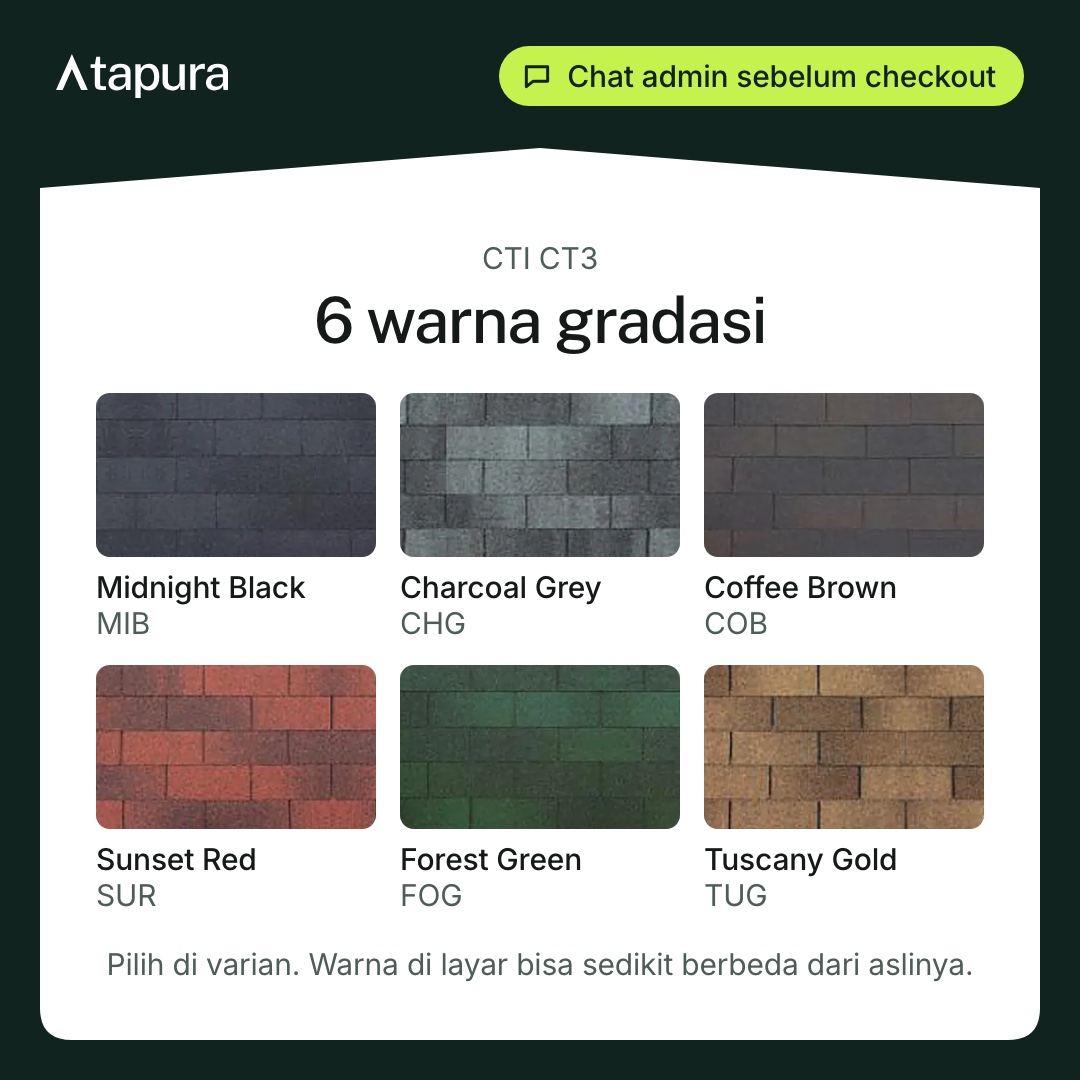 Atapura
Chat admin sebelum checkout
CTI CT3
6 warna gradasi
Midnight Black
MIB
Charcoal Grey
CHG
Coffee Brown
COB
Sunset Red
SUR
Forest Green
FOG
Tuscany Gold
TUG
Pilih di varian. Warna di layar bisa sedikit berbeda dari aslinya.